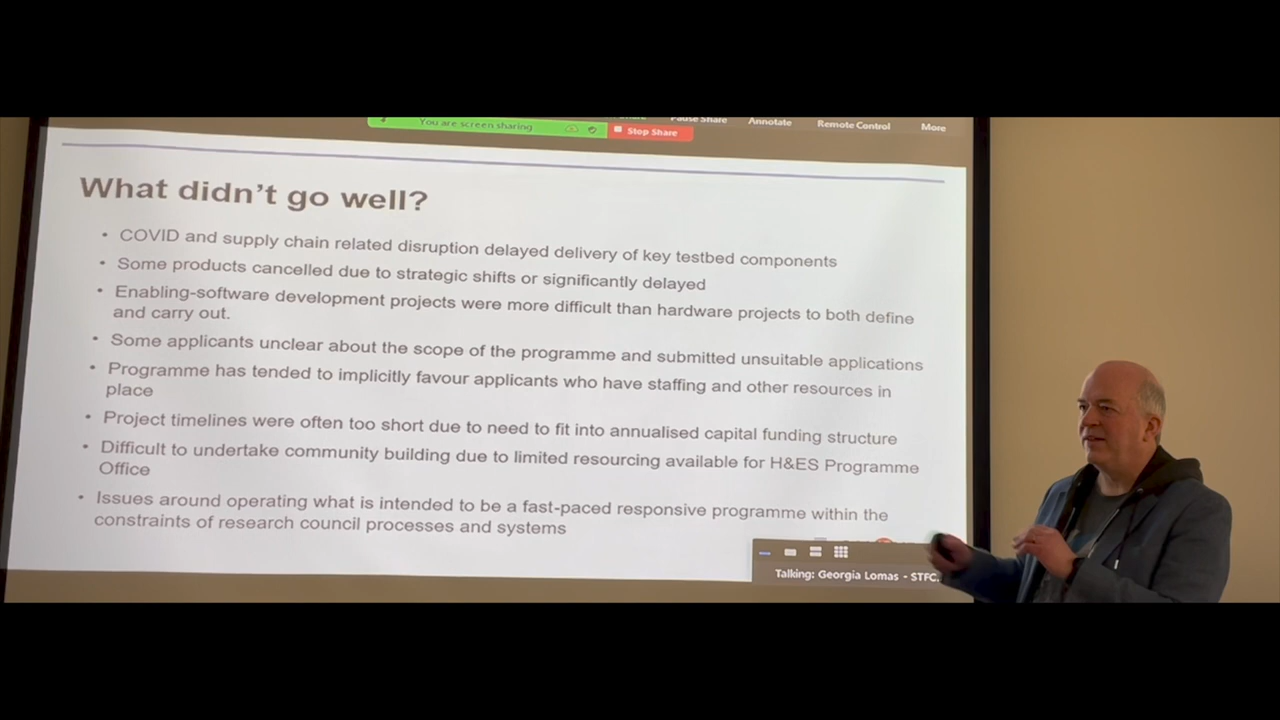 You are screen sharing
Stop Share
Pause Share
Annotate
Remote Control
More
What didn't go well?
• COVID and supply chain related disruption delayed delivery of key testbed components
• Some products cancelled due to strategic shifts or significantly delayed
• Enabling-software development projects were more difficult than hardware projects to both define
and carry out.
• Some applicants unclear about the scope of the programme and submitted unsuitable applications
• Programme has tended to implicitly favour applicants who have staffing and other resources in
place
• Project timelines were often too short due to need to fit into annualised capital funding structure
• Difficult to undertake community building due to limited resourcing available for H&ES Programme
Office
• Issues around operating what is intended to be a fast-paced responsive programme within the
constraints of research council processes and systems
Talking: Georgia Lomas - STFC